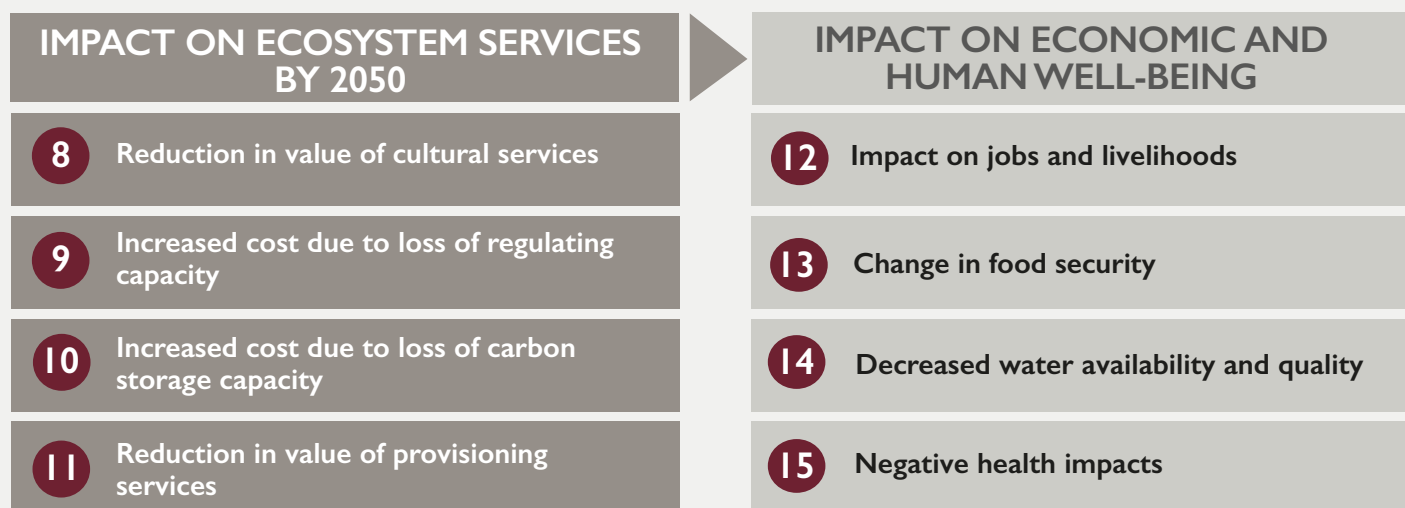 IMPACT ON ECOSYSTEM SERVICES
BY 2050
8 Reduction in value of cultural services
9 Increased cost due to loss of regulating
capacity
10 Increased cost due to loss of carbon
storage capacity
11 Reduction in value of provisioning
services
IMPACT ON ECONOMIC AND
HUMAN WELL-BEING
12 Impact on jobs and livelihoods
13 Change in food security
14 Decreased water availability and quality
15 Negative health impacts